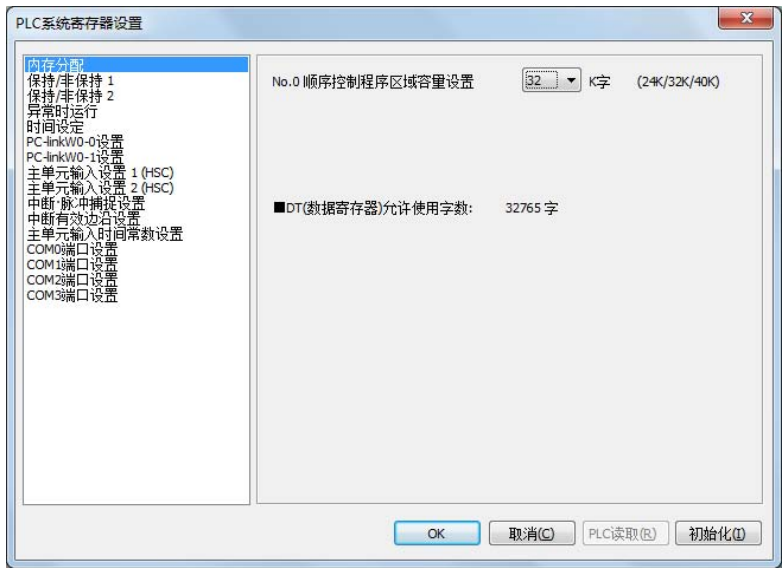 PLC系统寄存器设置
内存分配
保持/非保持 1
保持/非保持 2
异常时运行
时间设定
PC-linkW0-0设置
PC-linkW0-1设置
主单元输入设置 1 (HSC)
主单元输入设置 2 (HSC)
中断·脉冲捕捉设置
中断有效边沿设置
主单元输入时间常数设置
COM0端口设置
COM1端口设置
COM2端口设置
COM3端口设置
No.0 顺序控制程序区域容量设置 32 K字 (24K/32K/40K)
■DT(数据寄存器)允许使用字数: 32765 字
OK 取消(C) PLC读取(R) 初始化(I)